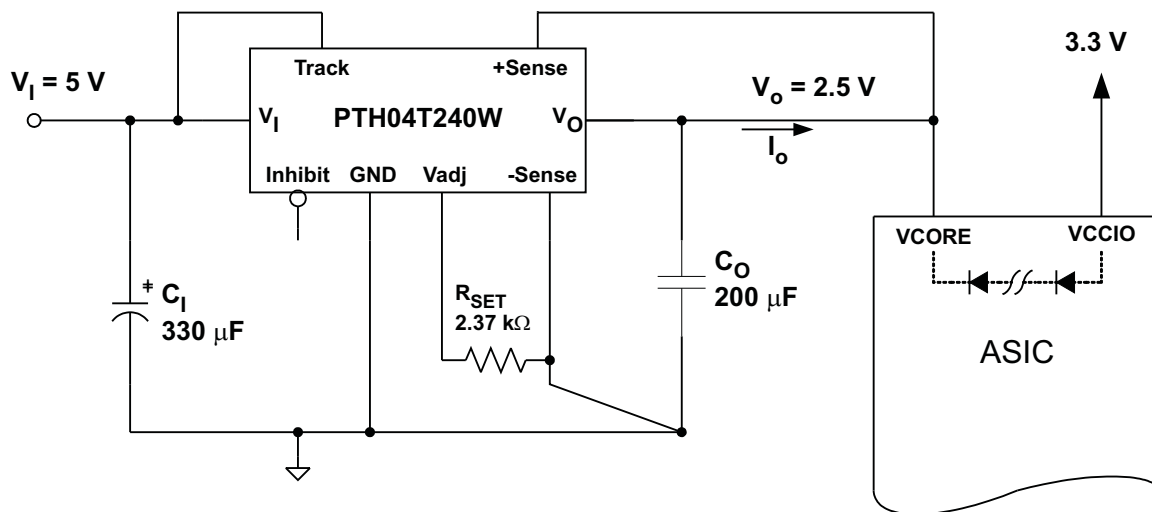 3.3 V
Track
+Sense
V_I = 5 V
V_o = 2.5 V
V_I
PTH04T240W
V_O
I_o
Inhibit
GND
Vadj
-Sense
VCORE
VCCIO
C_O
200 μF
+
C_I
330 μF
R_SET
2.37 kΩ
ASIC